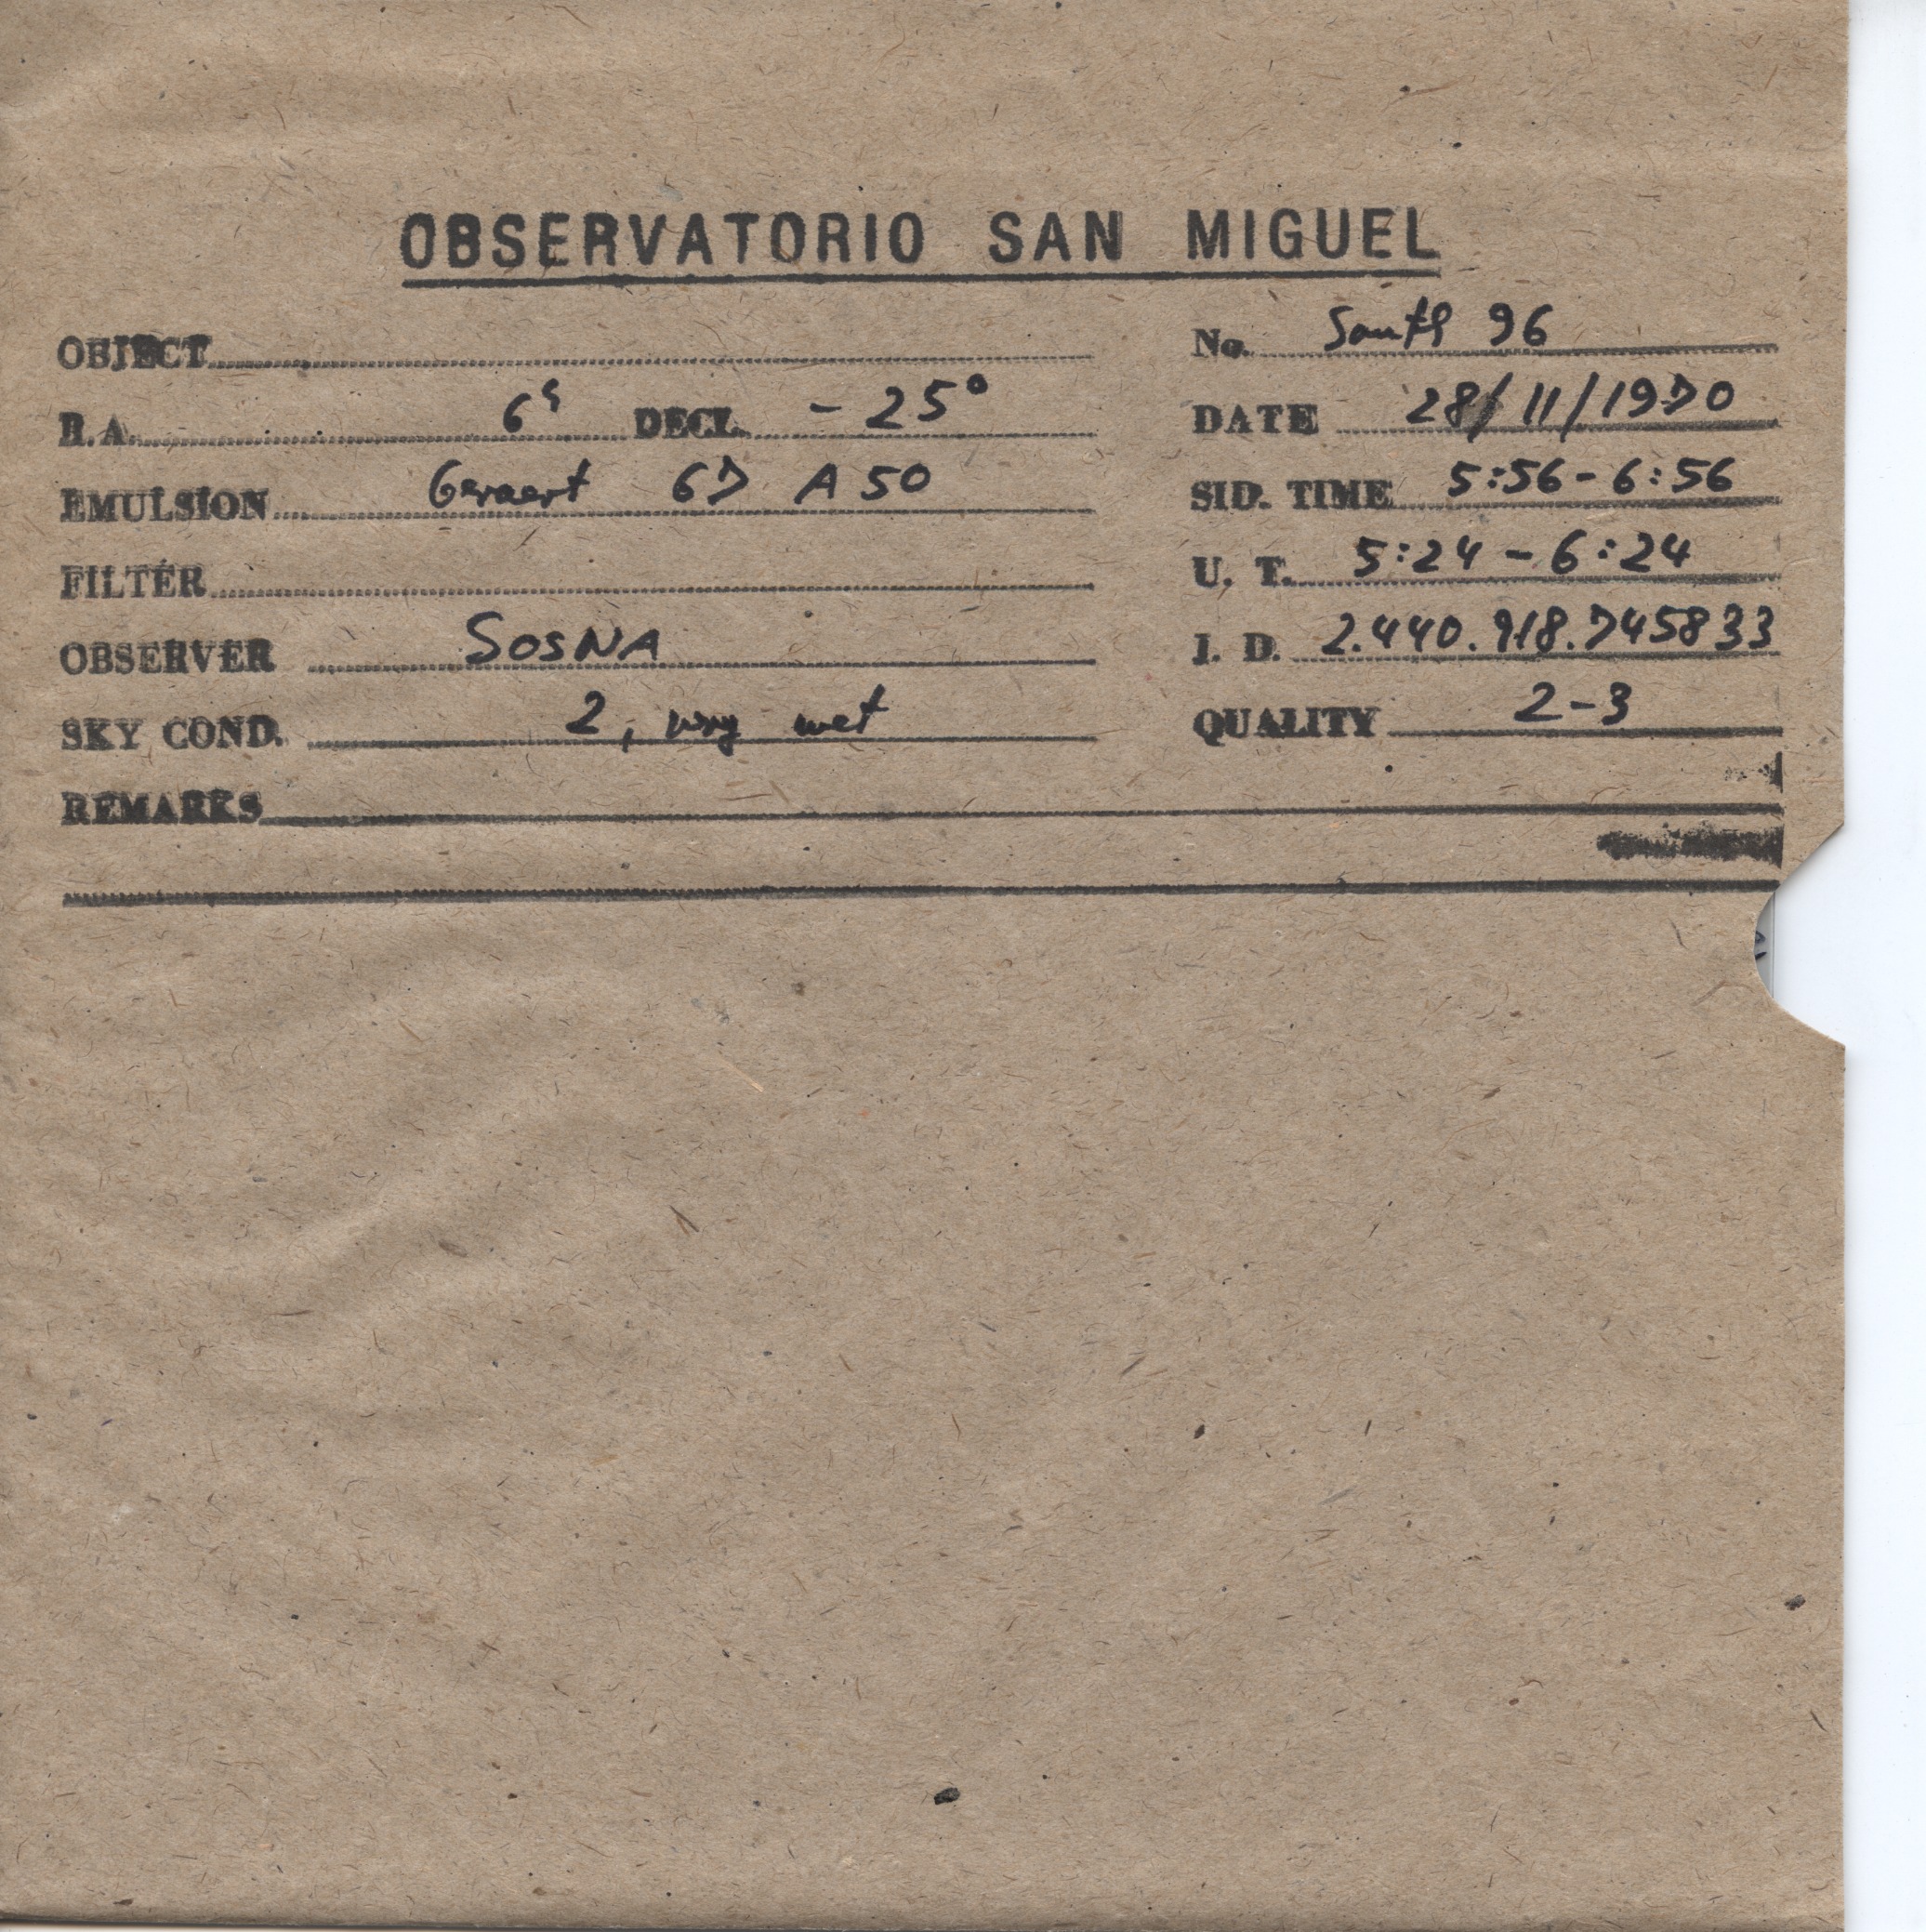 OBSERVATORIO SAN MIGUEL
OBJECT
No. South 96
R.A. 6h DECL. -25°
DATE 28/11/1970
EMULSION Gevaert 67 A 50
SID. TIME 5:56-6:56
FILTER
U. T. 5:24-6:24
OBSERVER SOSNA
J. D. 2.440.918.745833
SKY COND. 2, very wet
QUALITY 2-3
REMARKS